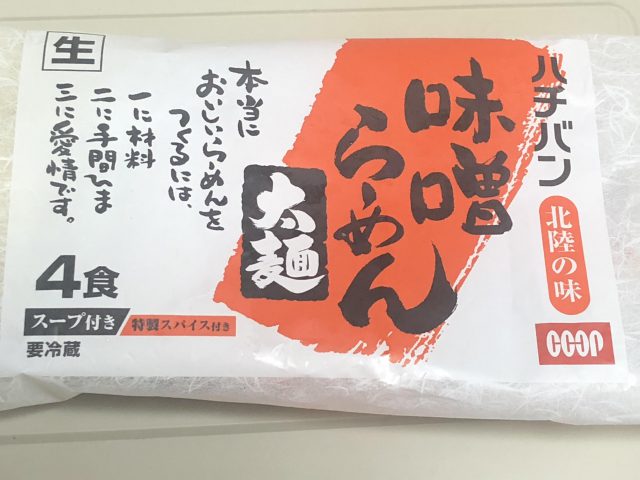 ハチバン
北陸の味
COOP
味噌
らーめん
太麺
本当に
おいしいらーめんを
つくるには、
一に材料
二に手間ひま
三に愛情です。
生
4食
スープ付き
特製スパイス付き
要冷蔵